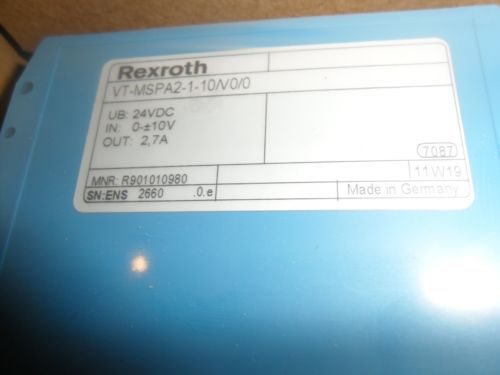 Rexroth
VT-MSPA2-1-10/V0/0
UB: 24VDC
IN: 0-±10V
OUT: 2,7A
7087
MNR: R901010980
11W19
SN:ENS 2660 .0.e
Made in Germany